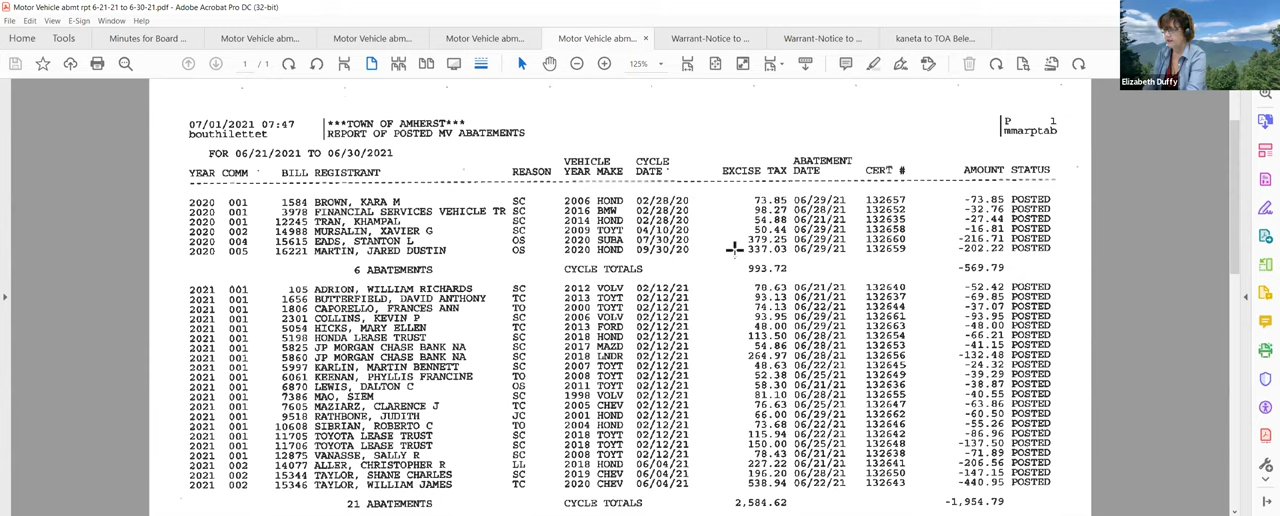 Motor Vehicle abmt rpt 6-21-21 to 6-30-21.pdf - Adobe Acrobat Pro DC (32-bit)
File Edit View E-Sign Window Help
Home Tools Minutes for Board ... Motor Vehicle abm... Motor Vehicle abm... Motor Vehicle abm... Motor Vehicle abm... × Warrant-Notice to ... Warrant-Notice to ... kaneta to TOA Bele...
1 / 1 125%
Elizabeth Duffy
07/01/2021 07:47 ***TOWN OF AMHERST*** P 1
bouthilettet REPORT OF POSTED MV ABATEMENTS mmarptab
FOR 06/21/2021 TO 06/30/2021
VEHICLE CYCLE ABATEMENT
YEAR COMM BILL REGISTRANT REASON YEAR MAKE DATE EXCISE TAX DATE CERT # AMOUNT STATUS
2020 001 1584 BROWN, KARA M SC 2006 HOND 02/28/20 73.85 06/29/21 132657 -73.85 POSTED
2020 001 3978 FINANCIAL SERVICES VEHICLE TR SC 2016 BMW 02/28/20 98.27 06/28/21 132652 -32.76 POSTED
2020 001 12245 TRAN, KHAMPAL SC 2014 HOND 02/28/20 54.88 06/21/21 132635 -27.44 POSTED
2020 002 14988 MURSALIN, XAVIER G SC 2009 TOYT 04/10/20 50.44 06/29/21 132658 -16.81 POSTED
2020 004 15615 EADS, STANTON L OS 2020 SUBA 07/30/20 379.25 06/29/21 132660 -216.71 POSTED
2020 005 16221 MARTIN, JARED DUSTIN OS 2020 HOND 09/30/20 337.03 06/29/21 132659 -202.22 POSTED
6 ABATEMENTS CYCLE TOTALS 993.72 -569.79
2021 001 105 ADRION, WILLIAM RICHARDS SC 2012 VOLV 02/12/21 78.63 06/21/21 132640 -52.42 POSTED
2021 001 1656 BUTTERFIELD, DAVID ANTHONY TC 2013 TOYT 02/12/21 93.13 06/21/21 132637 -69.85 POSTED
2021 001 1806 CAPORELLO, FRANCES ANN TO 2000 TOYT 02/12/21 74.13 06/22/21 132644 -37.07 POSTED
2021 001 2301 COLLINS, KEVIN P SC 2006 VOLV 02/12/21 93.95 06/29/21 132661 -93.95 POSTED
2021 001 5054 HICKS, MARY ELLEN TC 2013 FORD 02/12/21 48.00 06/29/21 132663 -48.00 POSTED
2021 001 5198 HONDA LEASE TRUST SC 2018 HOND 02/12/21 113.50 06/28/21 132654 -66.21 POSTED
2021 001 5825 JP MORGAN CHASE BANK NA SC 2017 MAZD 02/12/21 54.86 06/28/21 132653 -41.15 POSTED
2021 001 5860 JP MORGAN CHASE BANK NA SC 2018 LNDR 02/12/21 264.97 06/28/21 132656 -132.48 POSTED
2021 001 5997 KARLIN, MARTIN BENNETT SC 2007 TOYT 02/12/21 48.63 06/22/21 132645 -24.32 POSTED
2021 001 6061 KEENAN, PHYLLIS FRANCINE TO 2008 TOYT 02/12/21 52.38 06/25/21 132649 -39.29 POSTED
2021 001 6870 LEWIS, DALTON C OS 2011 TOYT 02/12/21 58.30 06/21/21 132636 -38.87 POSTED
2021 001 7386 MAO, SIEM SC 1998 VOLV 02/12/21 81.10 06/28/21 132655 -40.55 POSTED
2021 001 7605 MAZIARZ, CLARENCE J TC 2005 CHEV 02/12/21 76.63 06/25/21 132647 -63.86 POSTED
2021 001 9518 RATHBONE, JUDITH JC 2001 HOND 02/12/21 66.00 06/29/21 132662 -60.50 POSTED
2021 001 10608 SIBRIAN, ROBERTO C TO 2004 HOND 02/12/21 73.68 06/22/21 132646 -55.26 POSTED
2021 001 11705 TOYOTA LEASE TRUST SC 2018 TOYT 02/12/21 115.94 06/22/21 132642 -86.96 POSTED
2021 001 11706 TOYOTA LEASE TRUST SC 2018 TOYT 02/12/21 150.00 06/25/21 132648 -137.50 POSTED
2021 001 12875 VANASSE, SALLY R SC 2008 TOYT 02/12/21 78.43 06/21/21 132638 -71.89 POSTED
2021 002 14077 ALLER, CHRISTOPHER R LL 2018 HOND 06/04/21 227.22 06/21/21 132641 -206.56 POSTED
2021 002 15344 TAYLOR, SHANE CHARLES SC 2019 CHEV 06/04/21 196.20 06/28/21 132650 -147.15 POSTED
2021 002 15346 TAYLOR, WILLIAM JAMES TC 2020 CHEV 06/04/21 538.94 06/22/21 132643 -440.95 POSTED
21 ABATEMENTS CYCLE TOTALS 2,584.62 -1,954.79